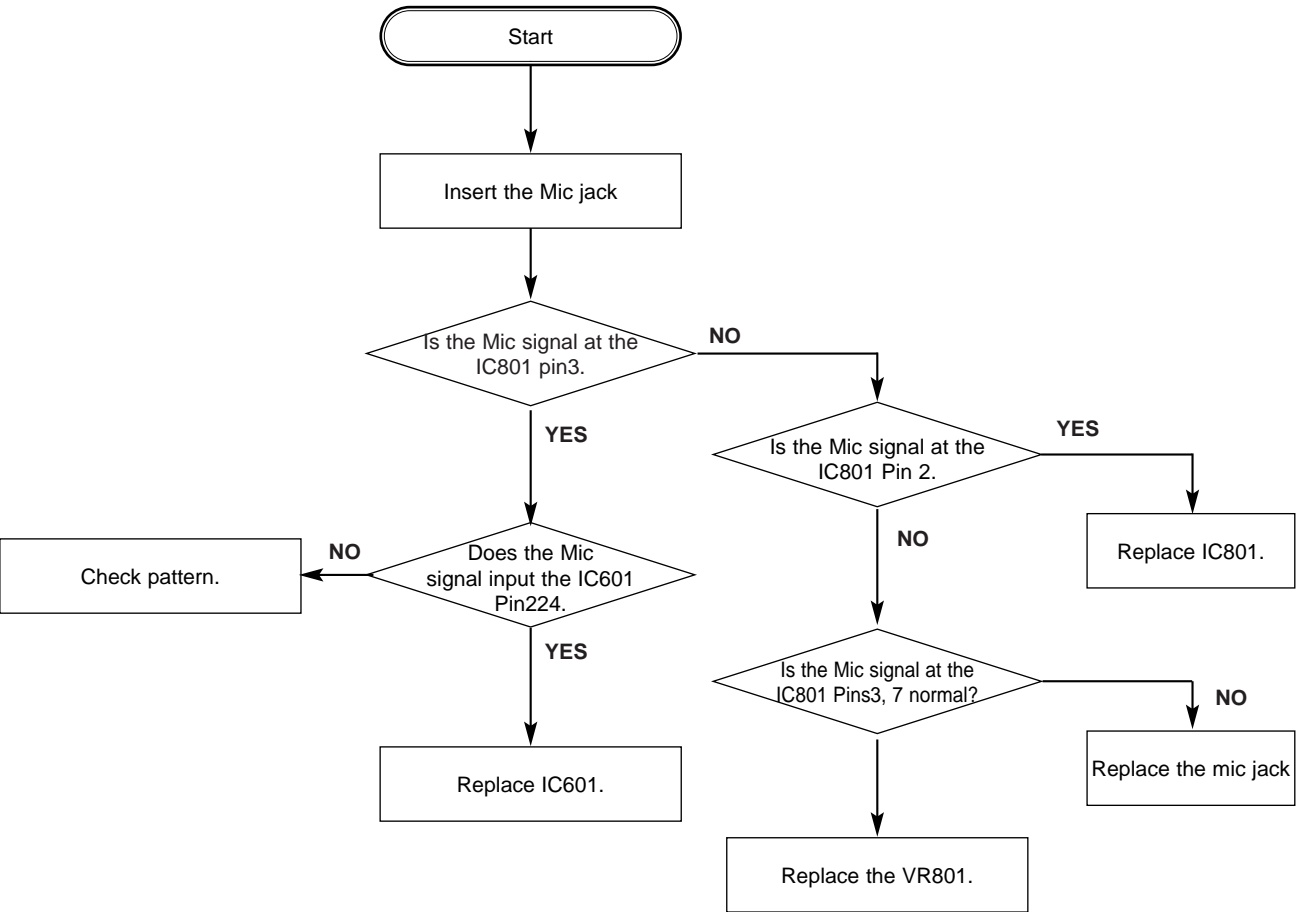 Start
Insert the Mic jack
Is the Mic signal at the
IC801 pin3.
NO
YES
Is the Mic signal at the
IC801 Pin 2.
YES
NO
Replace IC801.
Does the Mic
signal input the IC601
Pin224.
NO
Check pattern.
YES
Replace IC601.
Is the Mic signal at the
IC801 Pins3, 7 normal?
NO
Replace the mic jack
Replace the VR801.